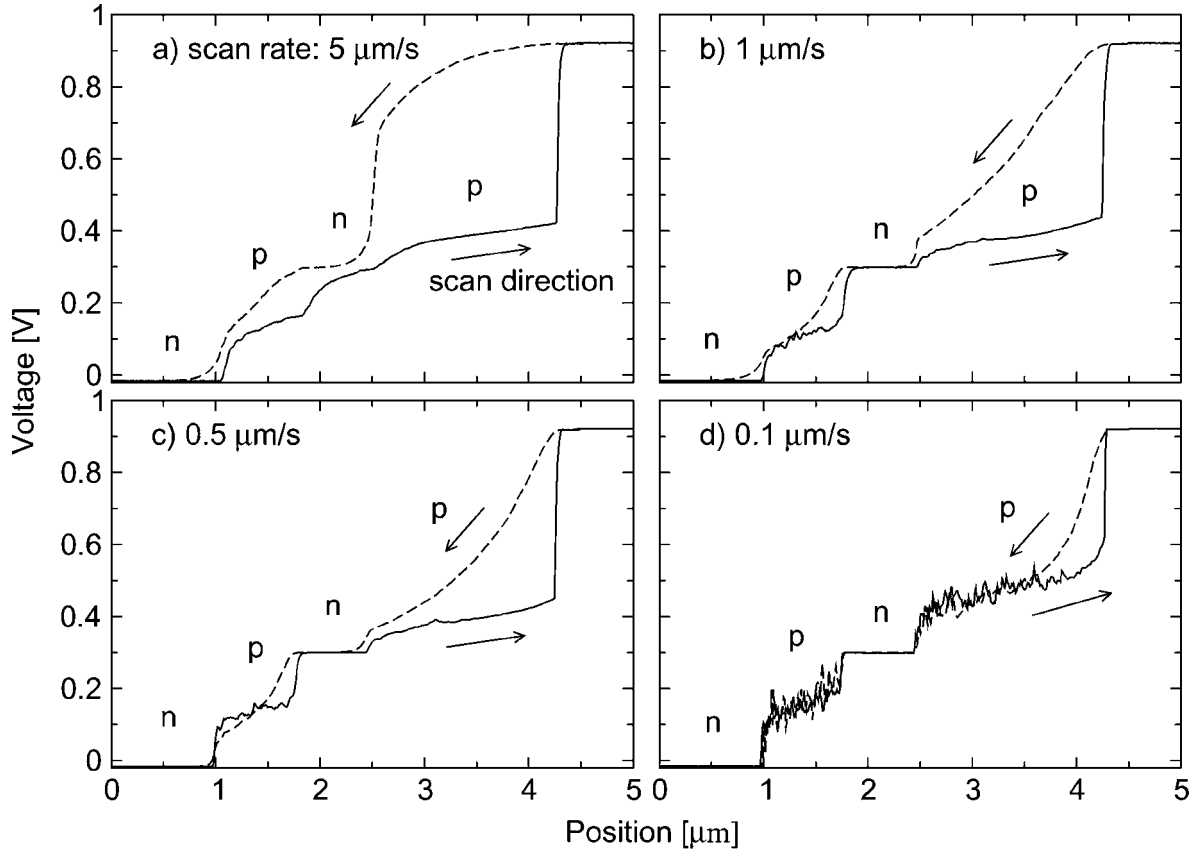 a) scan rate: 5 μm/s
b) 1 μm/s
n
p
n
p
scan direction
n
p
n
p
c) 0.5 μm/s
d) 0.1 μm/s
n
p
n
p
n
p
n
p
1
0.8
0.6
0.4
0.2
0
1
0.8
0.6
0.4
0.2
0
Voltage [V]
0 1 2 3 4 5
0 1 2 3 4 5
Position [μm]